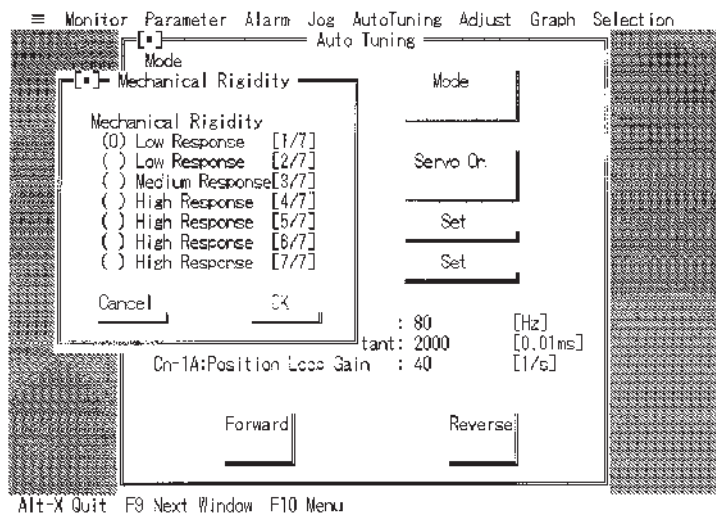 ≡ Monitor Parameter Alarm Jog AutoTuning Adjust Graph Selection
[▪] Auto Tuning
Mode
[▪] Mechanical Rigidity
Mode
Mechanical Rigidity
(O) Low Response [1/7]
( ) Low Response [2/7]
Servo On
( ) Medium Response[3/7]
( ) High Response [4/7]
( ) High Response [5/7]
Set
( ) High Response [6/7]
( ) High Response [7/7]
Set
Cancel OK
: 80 [Hz]
tant: 2000 [0.01ms]
Cn-1A:Position Loop Gain : 40 [1/s]
Forward Reverse
Alt-X Quit F9 Next Window F10 Menu